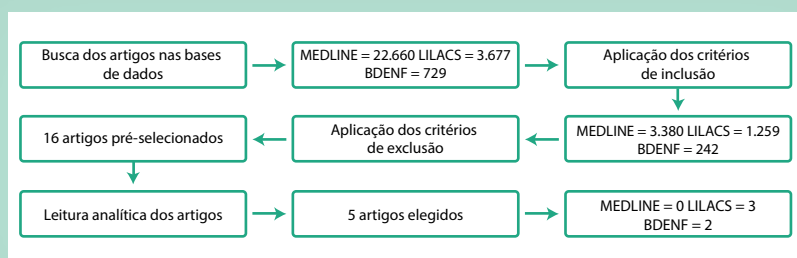 Busca dos artigos nas bases
de dados
MEDLINE = 22.660 LILACS = 3.677
BDENF = 729
Aplicação dos critérios
de inclusão
MEDLINE = 3.380 LILACS = 1.259
BDENF = 242
Aplicação dos critérios
de exclusão
16 artigos pré-selecionados
Leitura analítica dos artigos
5 artigos elegidos
MEDLINE = 0 LILACS = 3
BDENF = 2